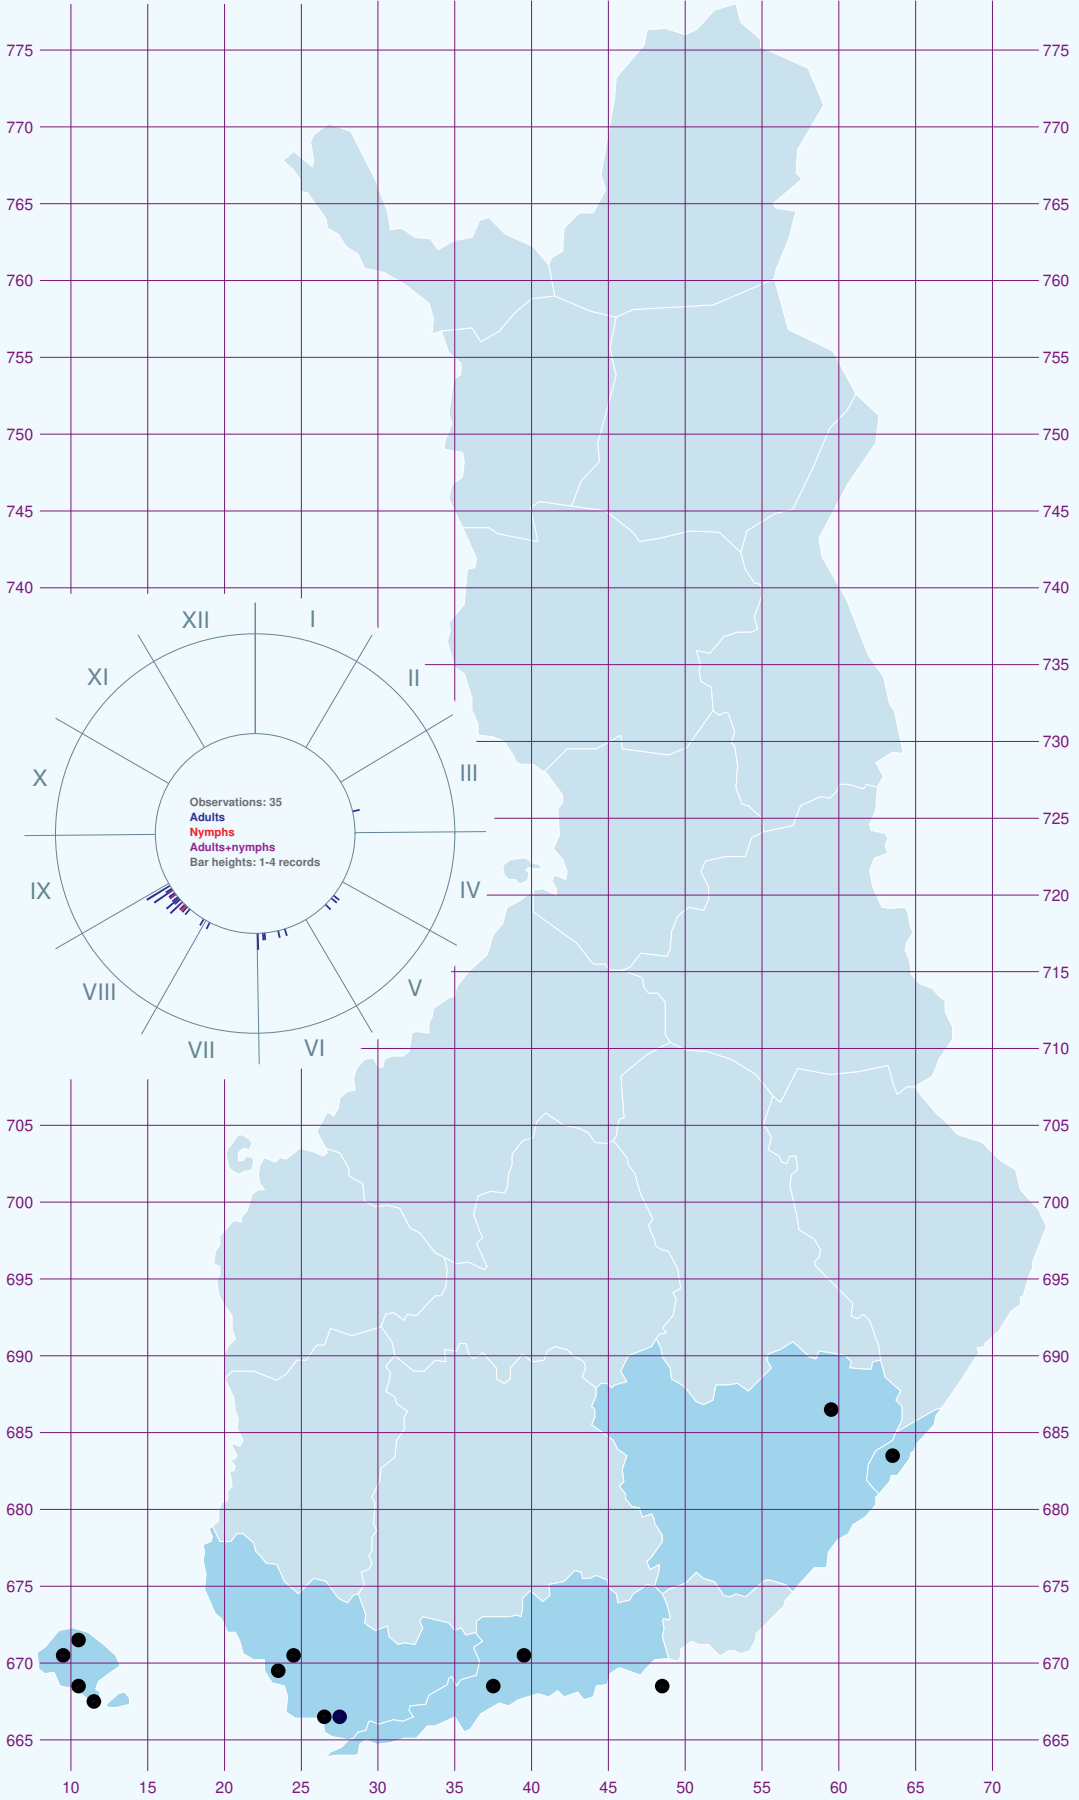 775 775
770 770
765 765
760 760
755 755
750 750
745 745
740 740
XII I
735 735
XI II
730 730
X III
Observations: 35
Adults
725 725
Nymphs
Adults+nymphs
Bar heights: 1-4 records
IX IV
720 720
VIII V
715 715
VII VI
710 710
705 705
700 700
695 695
690 690
685 685
680 680
675 675
670 670
665 665
10 15 20 25 30 35 40 45 50 55 60 65 70